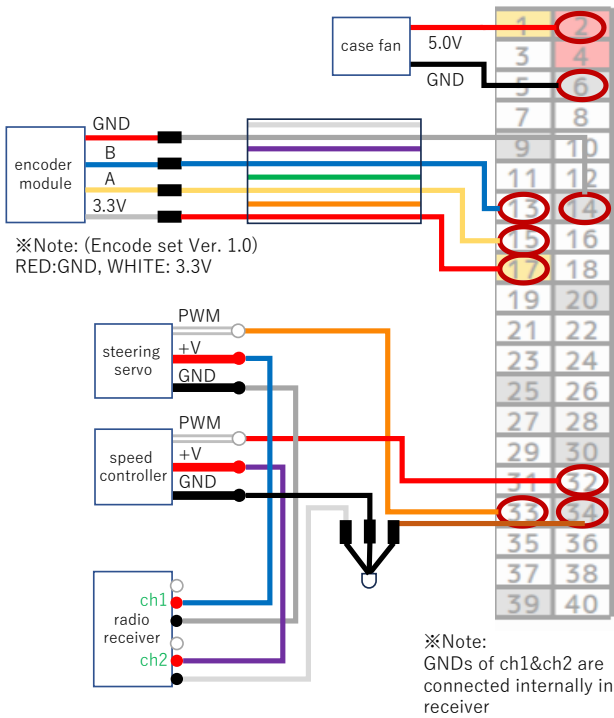 case fan
5.0V
GND
1 2
3 4
5 6
7 8
9 10
11 12
13 14
15 16
17 18
19 20
21 22
23 24
25 26
27 28
29 30
31 32
33 34
35 36
37 38
39 40
encoder
module
GND
B
A
3.3V
※Note: (Encode set Ver. 1.0)
RED:GND, WHITE: 3.3V
steering
servo
PWM
+V
GND
speed
controller
PWM
+V
GND
radio
receiver
ch1
ch2
※Note:
GNDs of ch1&ch2 are
connected internally in
receiver